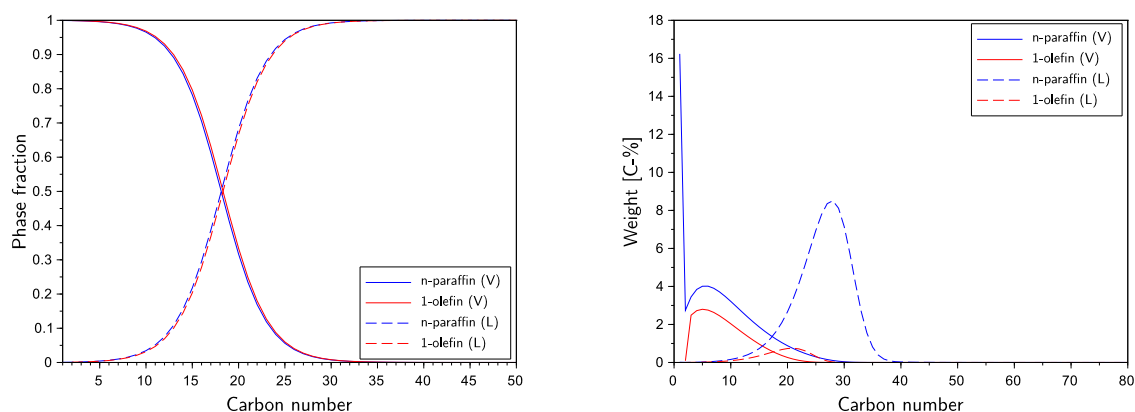 1
0.9
0.8
0.7
0.6
0.5
0.4
0.3
0.2
0.1
0
Phase fraction
n-paraffin (V)
1-olefin (V)
n-paraffin (L)
1-olefin (L)
5 10 15 20 25 30 35 40 45 50
Carbon number
18
16
14
12
10
8
6
4
2
0
Weight [C-%]
n-paraffin (V)
1-olefin (V)
n-paraffin (L)
1-olefin (L)
0 10 20 30 40 50 60 70 80
Carbon number